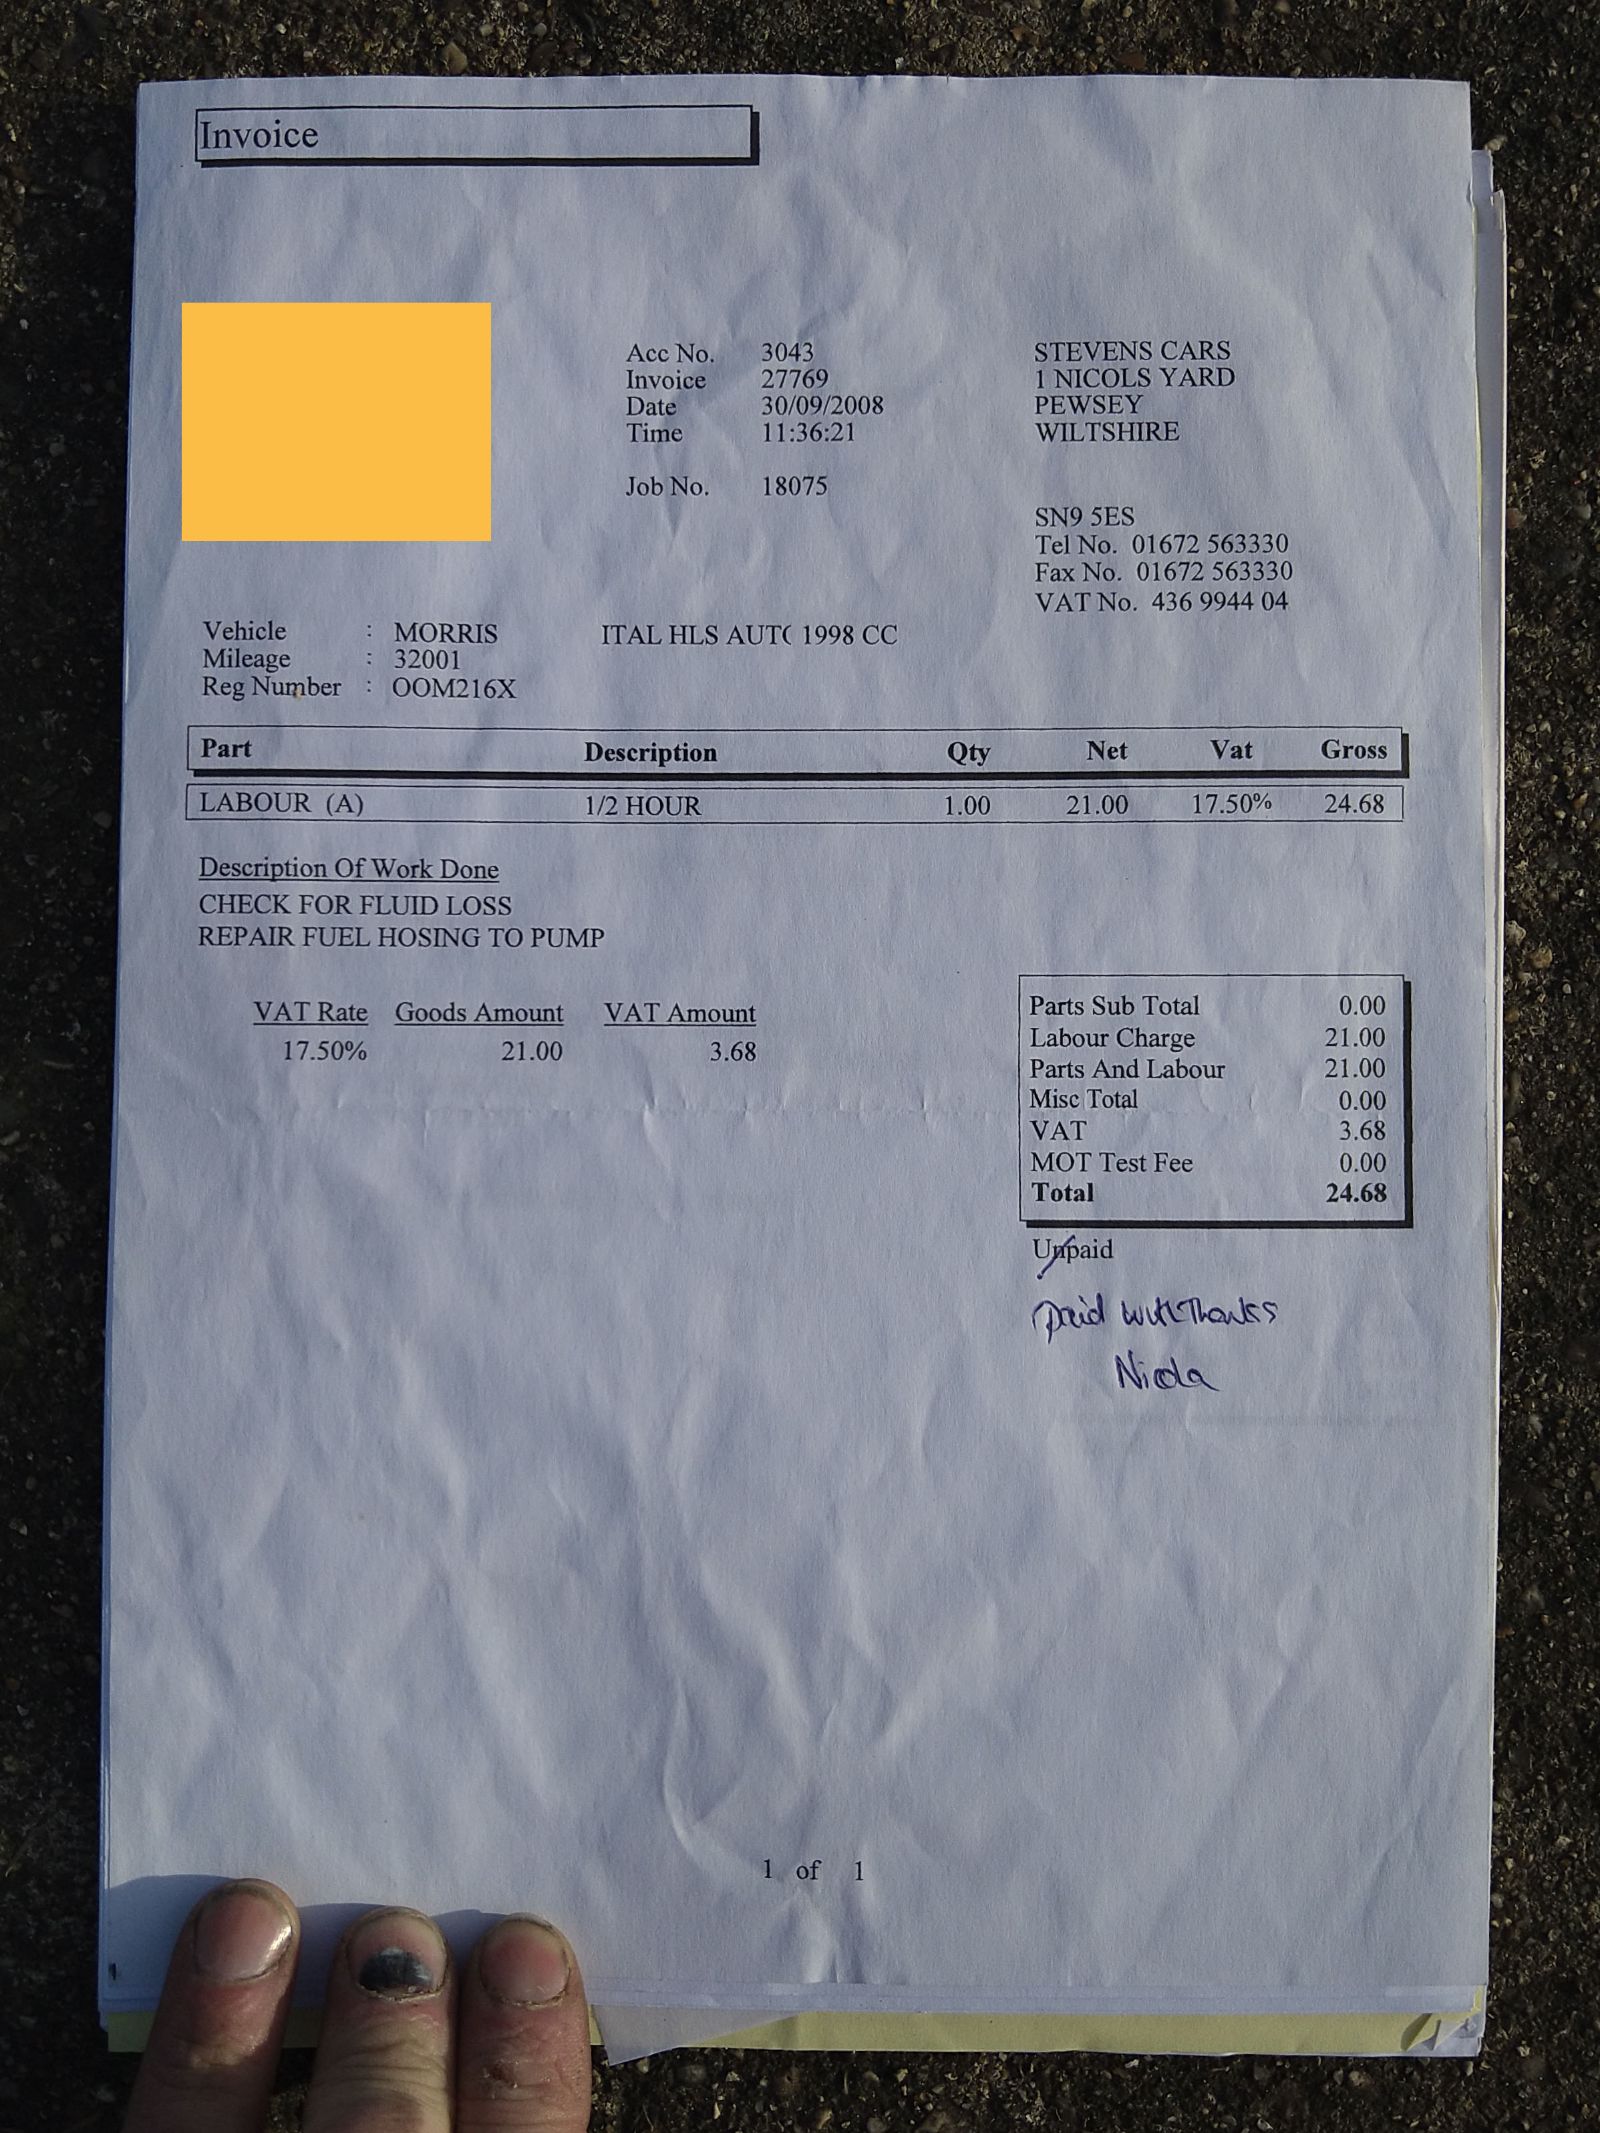 Invoice
Acc No. 3043
Invoice 27769
Date 30/09/2008
Time 11:36:21
Job No. 18075
STEVENS CARS
1 NICOLS YARD
PEWSEY
WILTSHIRE
SN9 5ES
Tel No. 01672 563330
Fax No. 01672 563330
VAT No. 436 9944 04
Vehicle : MORRIS ITAL HLS AUT( 1998 CC
Mileage : 32001
Reg Number : OOM216X
Part Description Qty Net Vat Gross
LABOUR (A) 1/2 HOUR 1.00 21.00 17.50% 24.68
Description Of Work Done
CHECK FOR FLUID LOSS
REPAIR FUEL HOSING TO PUMP
VAT Rate Goods Amount VAT Amount
17.50% 21.00 3.68
Parts Sub Total 0.00
Labour Charge 21.00
Parts And Labour 21.00
Misc Total 0.00
VAT 3.68
MOT Test Fee 0.00
Total 24.68
Unpaid
paid with Thanks
Nicola
1 of 1